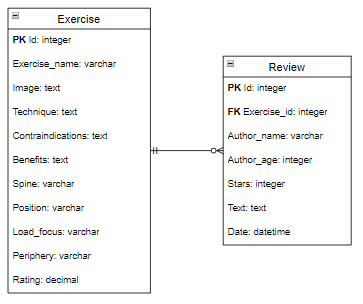 Exercise
PK Id: integer
Exercise_name: varchar
Image: text
Technique: text
Contraindications: text
Benefits: text
Spine: varchar
Position: varchar
Load_focus: varchar
Periphery: varchar
Rating: decimal
Review
PK Id: integer
FK Exercise_id: integer
Author_name: varchar
Author_age: integer
Stars: integer
Text: text
Date: datetime